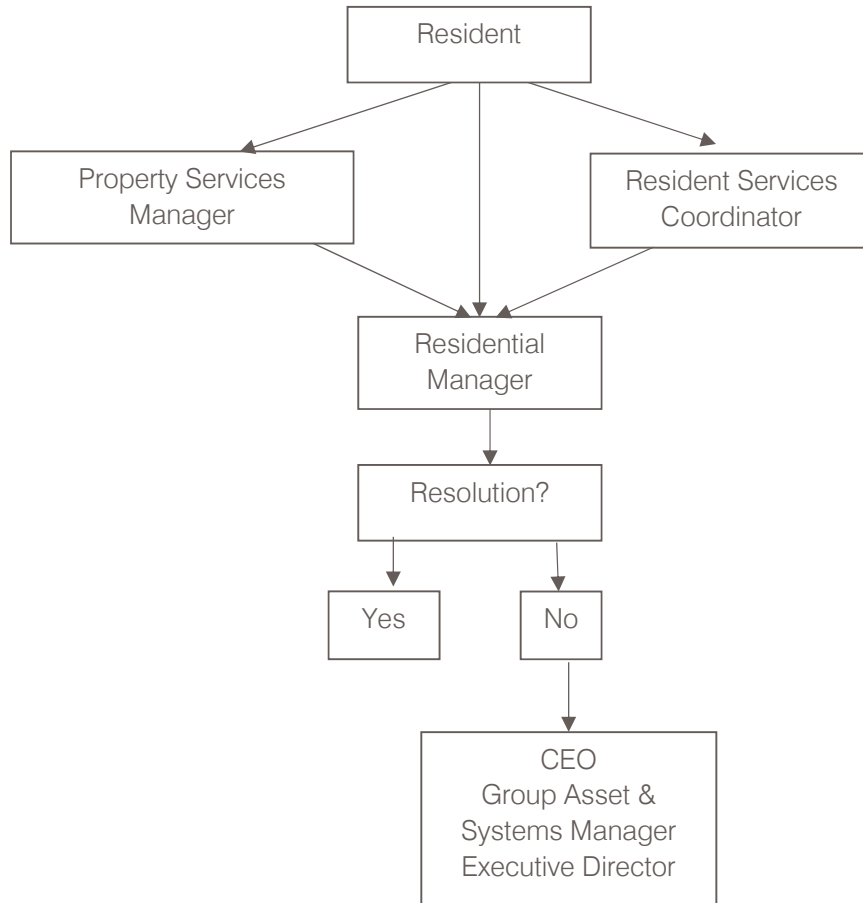 Resident
Property Services
Manager
Resident Services
Coordinator
Residential
Manager
Resolution?
Yes
No
CEO
Group Asset &
Systems Manager
Executive Director